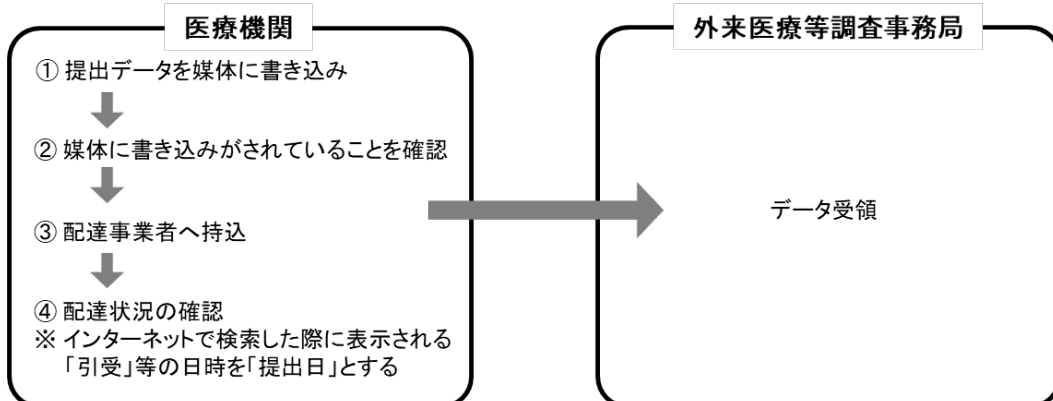 医療機関
① 提出データを媒体に書き込み
② 媒体に書き込みがされていることを確認
③ 配達事業者へ持込
④ 配達状況の確認
※ インターネットで検索した際に表示される
「引受」等の日時を「提出日」とする
外来医療等調査事務局
データ受領